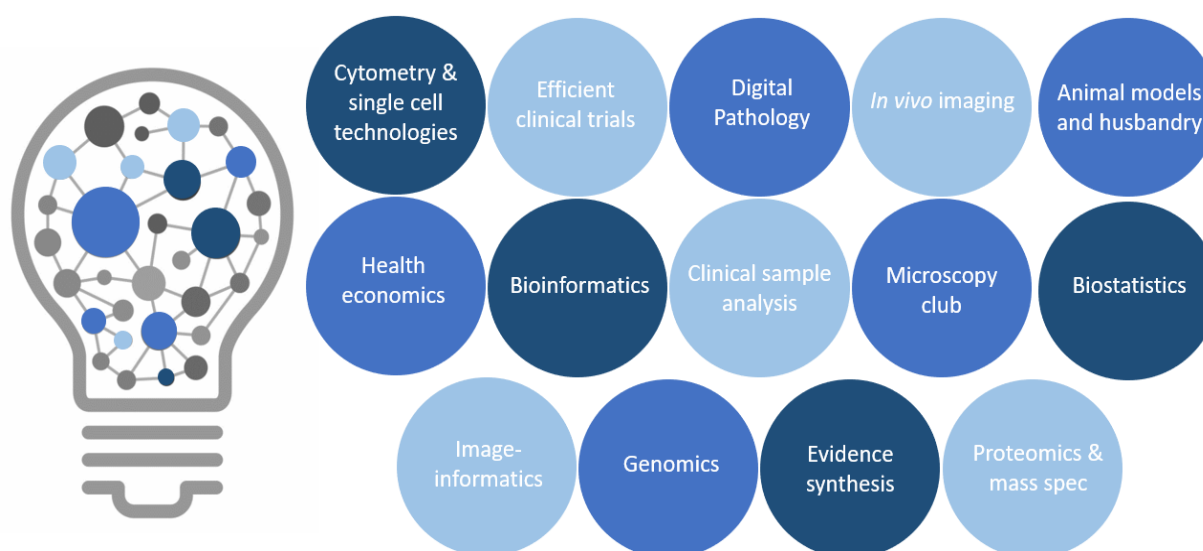 Cytometry &
single cell
technologies
Efficient
clinical trials
Digital
Pathology
In vivo imaging
Animal models
and husbandry
Health
economics
Bioinformatics
Clinical sample
analysis
Microscopy
club
Biostatistics
Image-
informatics
Genomics
Evidence
synthesis
Proteomics &
mass spec